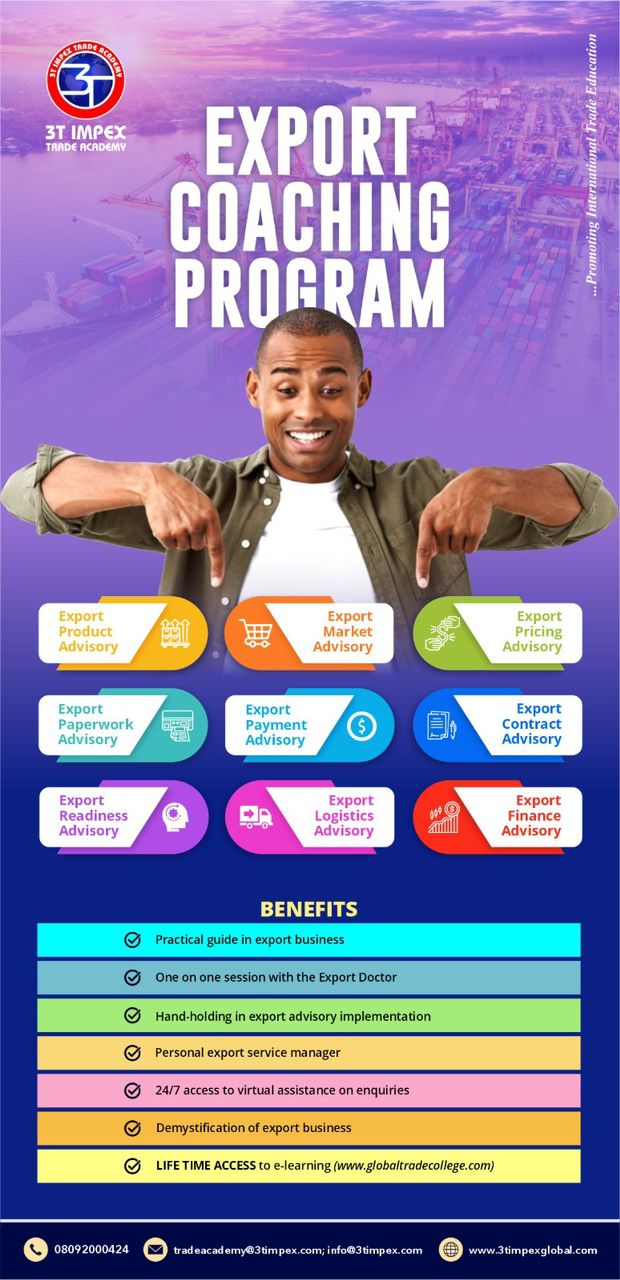 3T IMPEX TRADE ACADEMY
3T
3T IMPEX
TRADE ACADEMY
...Promoting International Trade Education
EXPORT
COACHING
PROGRAM
Export
Product
Advisory
Export
Market
Advisory
Export
Pricing
Advisory
Export
Paperwork
Advisory
Export
Payment
Advisory
$
Export
Contract
Advisory
Export
Readiness
Advisory
Export
Logistics
Advisory
Export
Finance
Advisory
BENEFITS
Practical guide in export business
One on one session with the Export Doctor
Hand-holding in export advisory implementation
Personal export service manager
24/7 access to virtual assistance on enquiries
Demystification of export business
LIFE TIME ACCESS to e-learning (www.globaltradecollege.com)
08092000424
tradeacademy@3timpex.com; info@3timpex.com
www.3timpexglobal.com